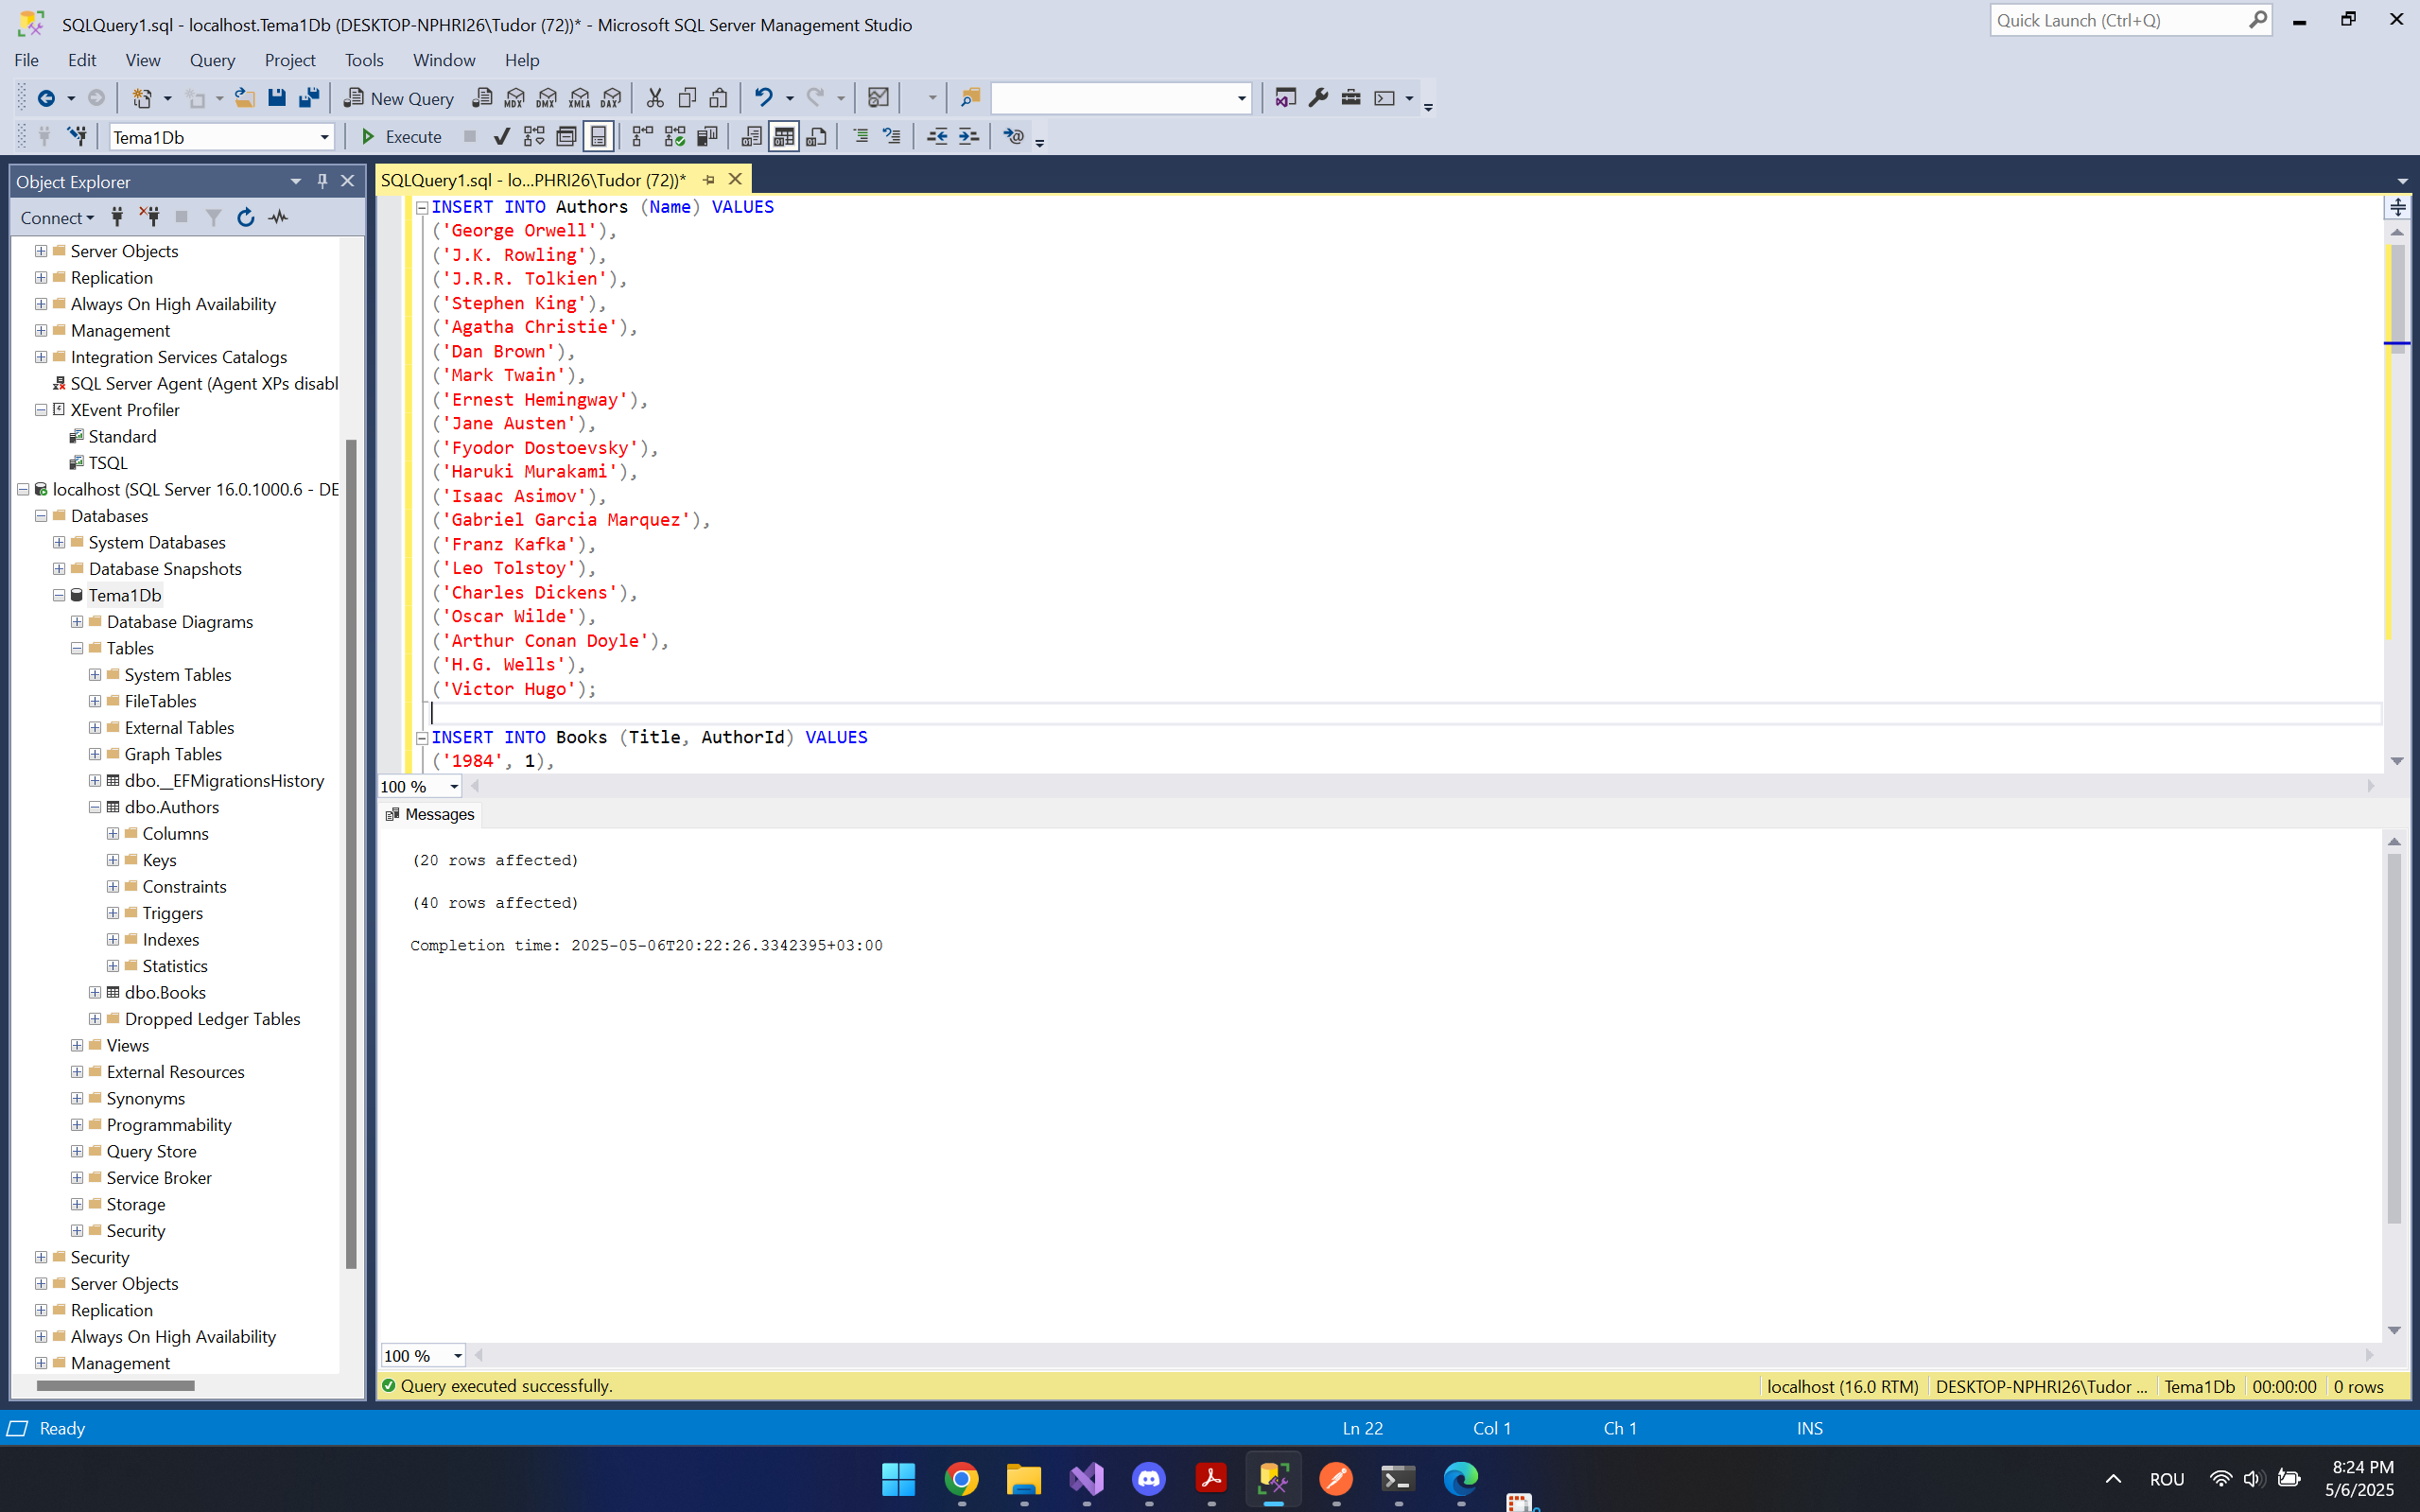 SQLQuery1.sql - localhost.Tema1Db (DESKTOP-NPHRI26\Tudor (72))* - Microsoft SQL Server Management Studio
Quick Launch (Ctrl+Q)
File Edit View Query Project Tools Window Help
New Query MDX DMX XMLA DAX
Tema1Db Execute
Object Explorer
Connect
Server Objects
Replication
Always On High Availability
Management
Integration Services Catalogs
SQL Server Agent (Agent XPs disabl
XEvent Profiler
Standard
TSQL
localhost (SQL Server 16.0.1000.6 - DE
Databases
System Databases
Database Snapshots
Tema1Db
Database Diagrams
Tables
System Tables
FileTables
External Tables
Graph Tables
dbo.__EFMigrationsHistory
dbo.Authors
Columns
Keys
Constraints
Triggers
Indexes
Statistics
dbo.Books
Dropped Ledger Tables
Views
External Resources
Synonyms
Programmability
Query Store
Service Broker
Storage
Security
Security
Server Objects
Replication
Always On High Availability
Management
SQLQuery1.sql - lo...PHRI26\Tudor (72))*
INSERT INTO Authors (Name) VALUES
('George Orwell'),
('J.K. Rowling'),
('J.R.R. Tolkien'),
('Stephen King'),
('Agatha Christie'),
('Dan Brown'),
('Mark Twain'),
('Ernest Hemingway'),
('Jane Austen'),
('Fyodor Dostoevsky'),
('Haruki Murakami'),
('Isaac Asimov'),
('Gabriel Garcia Marquez'),
('Franz Kafka'),
('Leo Tolstoy'),
('Charles Dickens'),
('Oscar Wilde'),
('Arthur Conan Doyle'),
('H.G. Wells'),
('Victor Hugo');
INSERT INTO Books (Title, AuthorId) VALUES
('1984', 1),
100 %
Messages
(20 rows affected)
(40 rows affected)
Completion time: 2025-05-06T20:22:26.3342395+03:00
100 %
Query executed successfully. localhost (16.0 RTM) DESKTOP-NPHRI26\Tudor ... Tema1Db 00:00:00 0 rows
Ready Ln 22 Col 1 Ch 1 INS
ROU
8:24 PM
5/6/2025